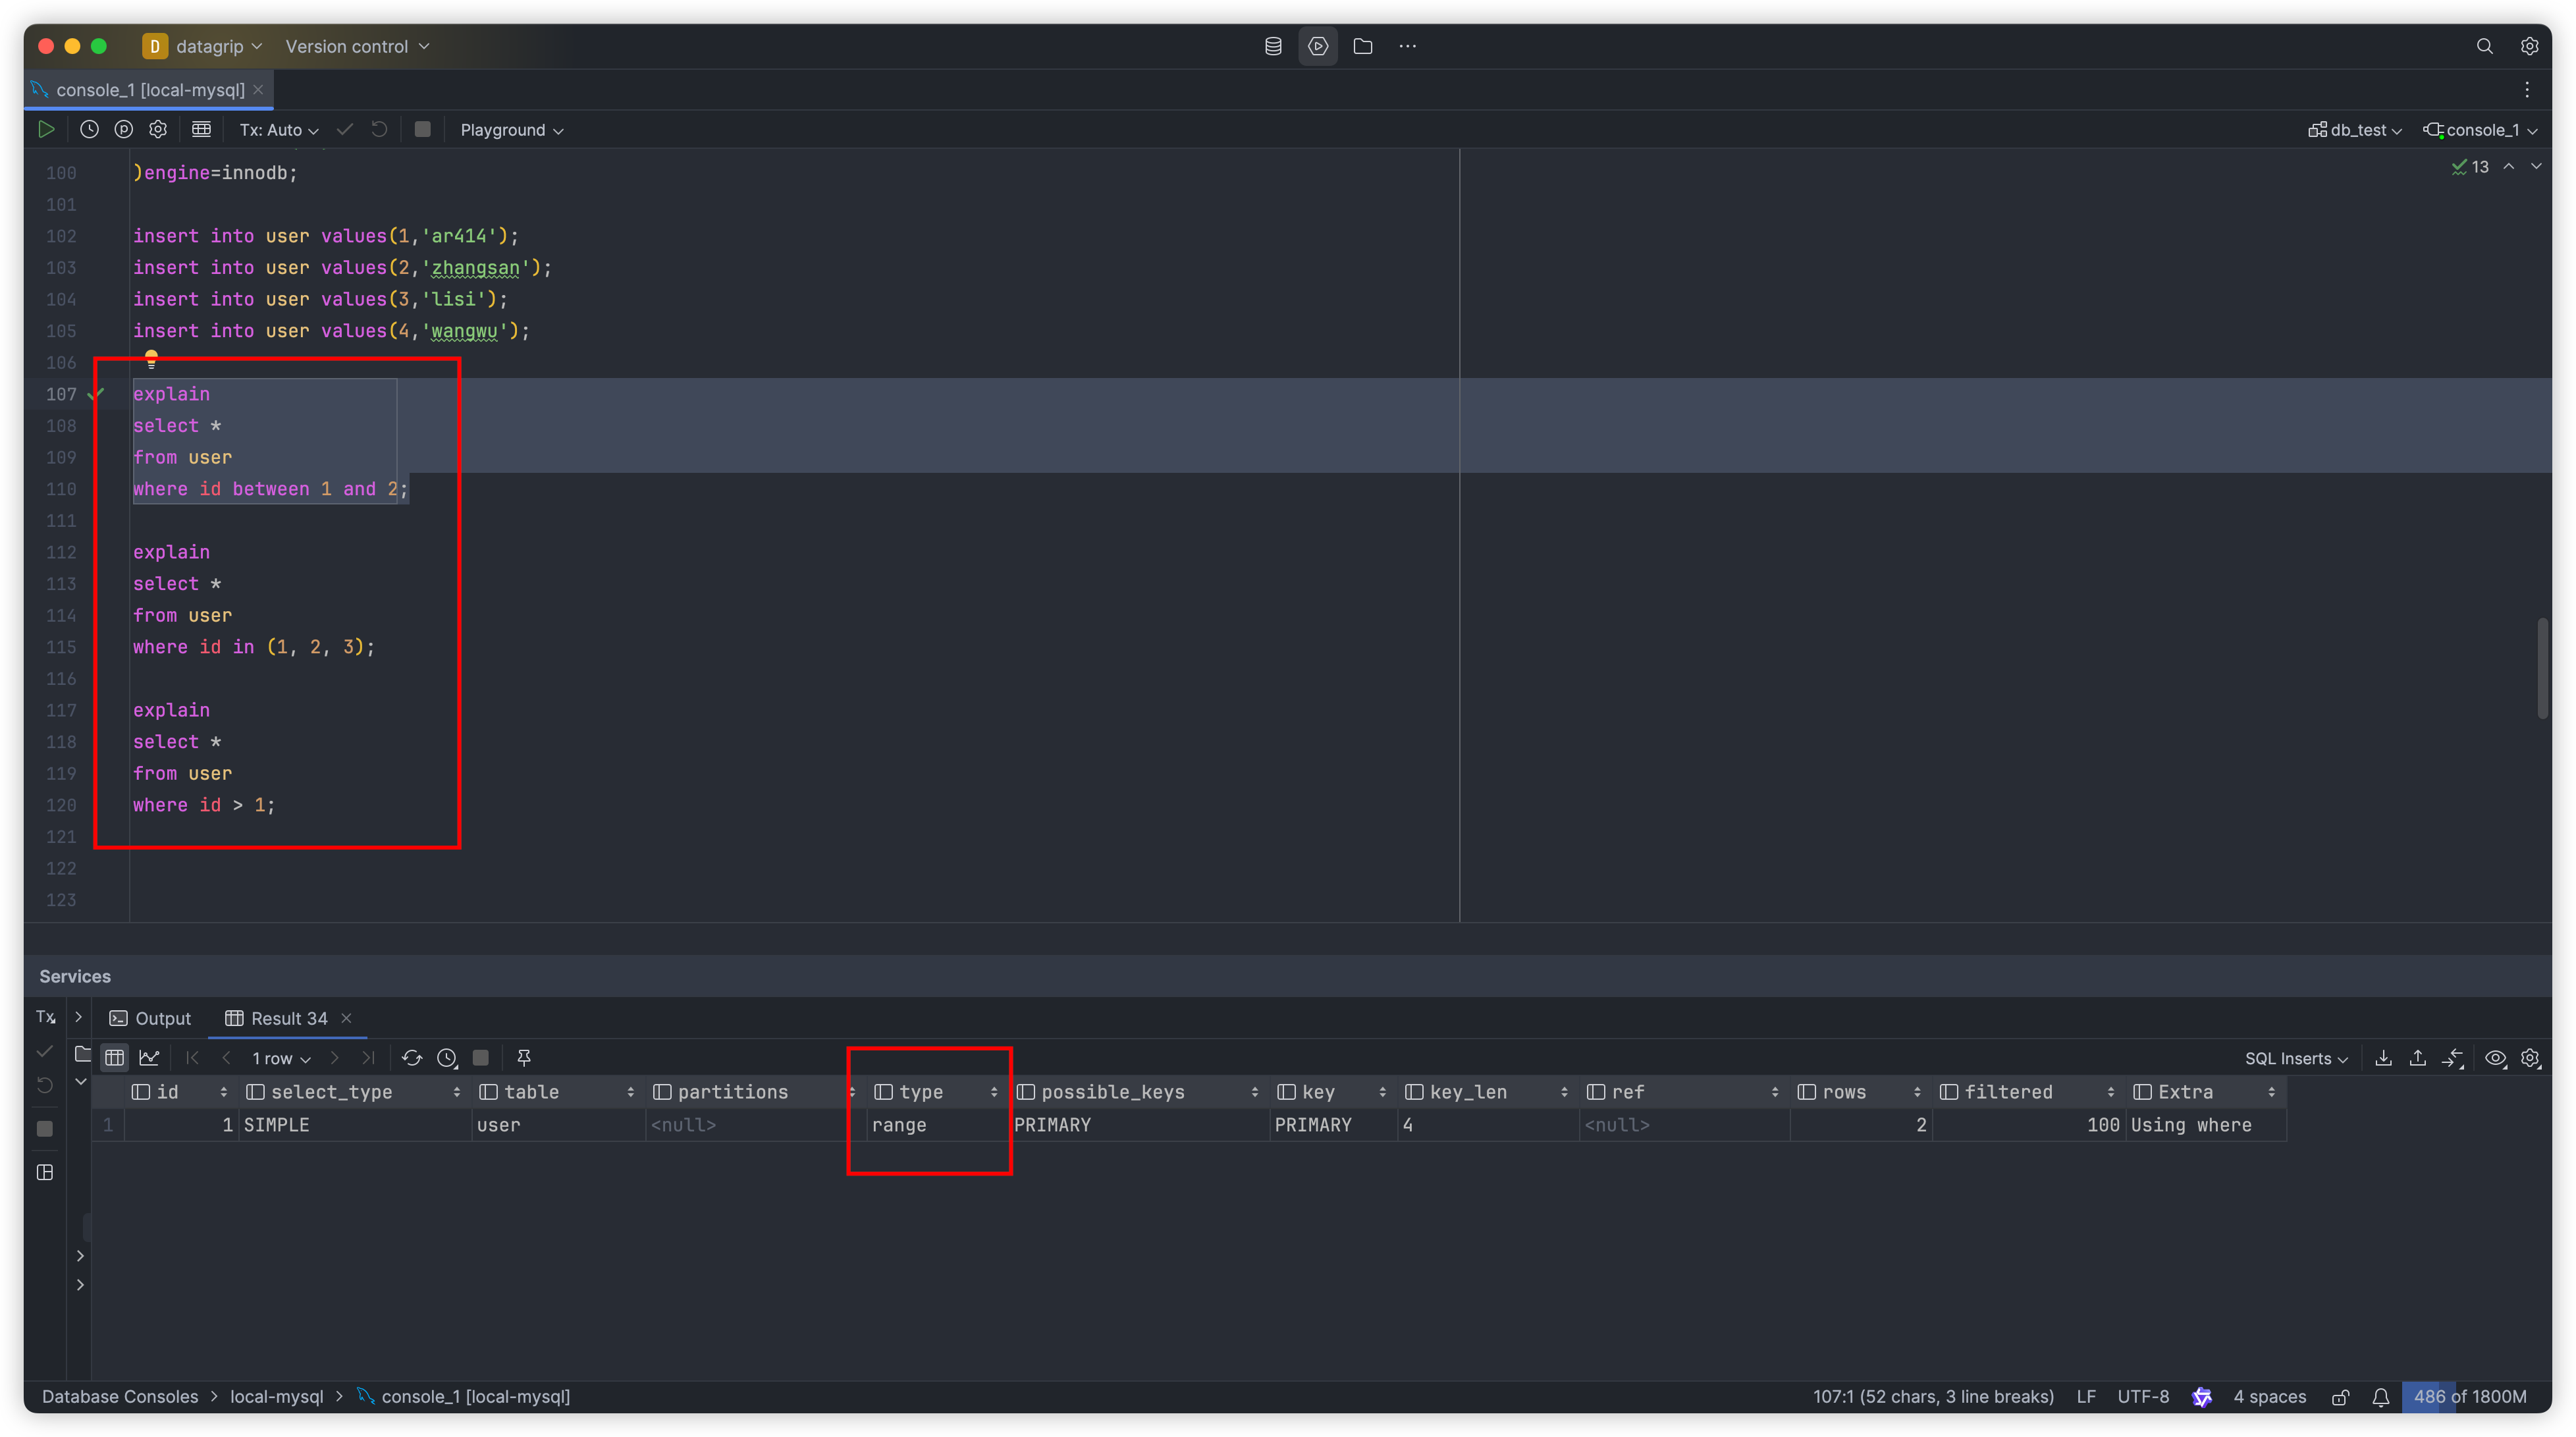 D datagrip Version control
console_1 [local-mysql]
Tx: Auto Playground db_test console_1
13
100 )engine=innodb;
101
102 insert into user values(1,'ar414');
103 insert into user values(2,'zhangsan');
104 insert into user values(3,'lisi');
105 insert into user values(4,'wangwu');
106
107 explain
108 select *
109 from user
110 where id between 1 and 2;
111
112 explain
113 select *
114 from user
115 where id in (1, 2, 3);
116
117 explain
118 select *
119 from user
120 where id > 1;
121
122
123
Services
Tx Output Result 34
1 row SQL Inserts
id select_type table partitions type possible_keys key key_len ref rows filtered Extra
1 1 SIMPLE user <null> range PRIMARY PRIMARY 4 <null> 2 100 Using where
Database Consoles > local-mysql > console_1 [local-mysql] 107:1 (52 chars, 3 line breaks) LF UTF-8 4 spaces 486 of 1800M